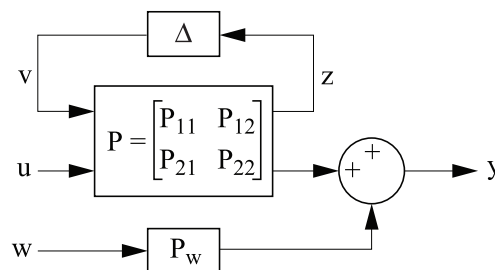 Δ
v
z
P = [P11 P12
P21 P22]
u
+
+
y
w
Pw